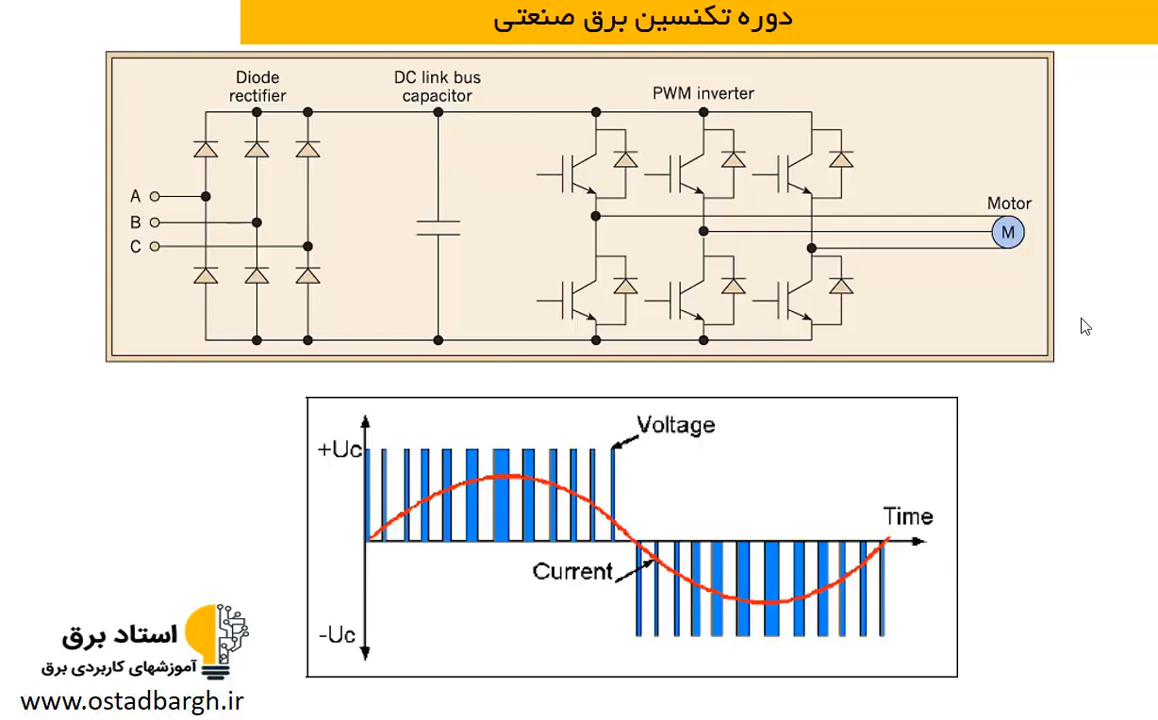 دوره تکنسین برق صنعتی
Diode
rectifier
DC link bus
capacitor
PWM inverter
A
B
C
Motor
M
+Uc
Voltage
Time
Current
-Uc
استاد برق
آموزشهای کاربردی برق
www.ostadbargh.ir